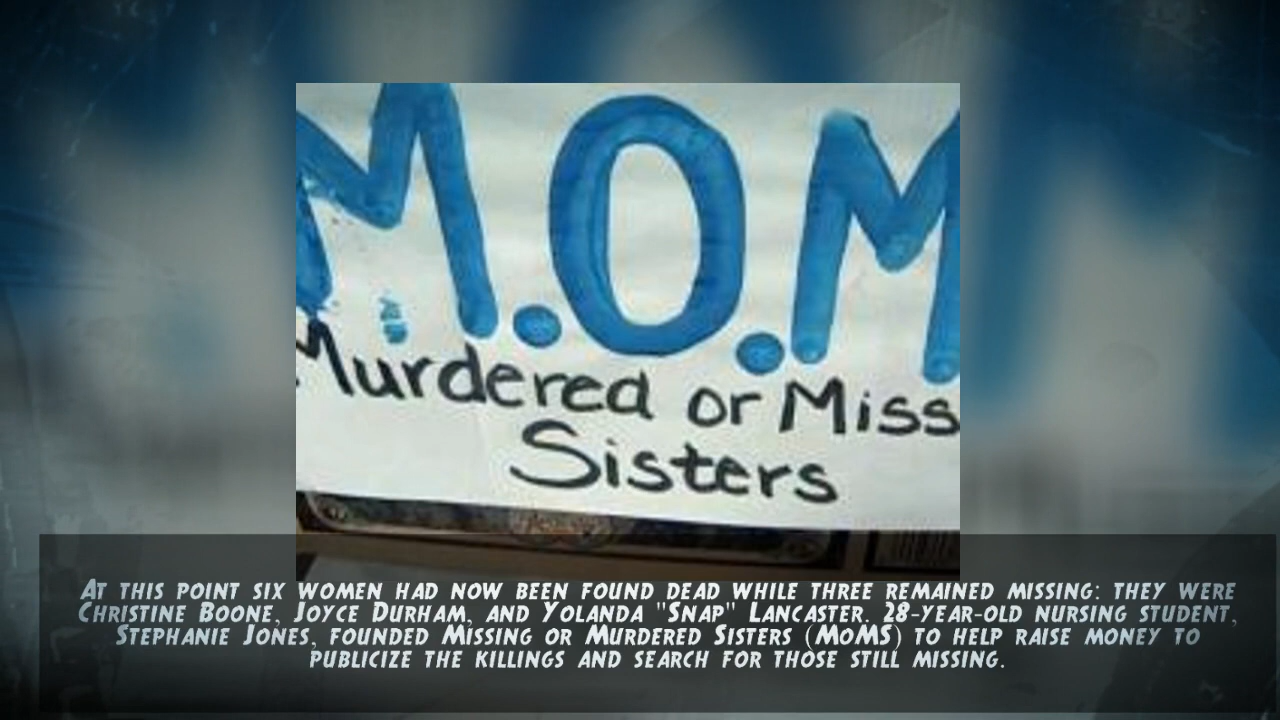 M.O.M
Murdered or Miss
Sisters
At this point six women had now been found dead while three remained missing: they were
Christine Boone, Joyce Durham, and Yolanda "Snap" Lancaster. 28-year-old nursing student,
Stephanie Jones, founded Missing or Murdered Sisters (MoMS) to help raise money to
publicize the killings and search for those still missing.